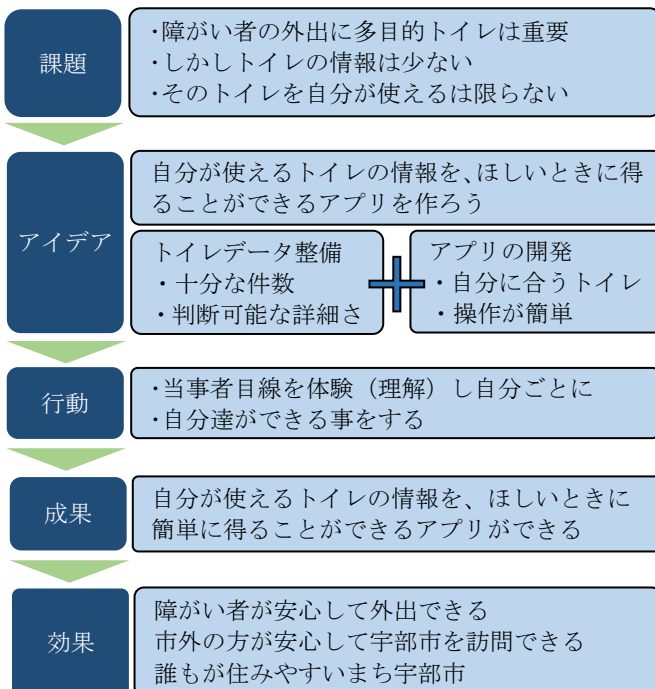 課題
・障がい者の外出に多目的トイレは重要
・しかしトイレの情報は少ない
・そのトイレを自分が使えるは限らない
アイデア
自分が使えるトイレの情報を、ほしいときに得
ることができるアプリを作ろう
トイレデータ整備
・十分な件数
・判断可能な詳細さ
アプリの開発
・自分に合うトイレ
・操作が簡単
行動
・当事者目線を体験（理解）し自分ごとに
・自分達ができる事をする
成果
自分が使えるトイレの情報を、ほしいときに
簡単に得ることができるアプリができる
効果
障がい者が安心して外出できる
市外の方が安心して宇部市を訪問できる
誰もが住みやすいまち宇部市